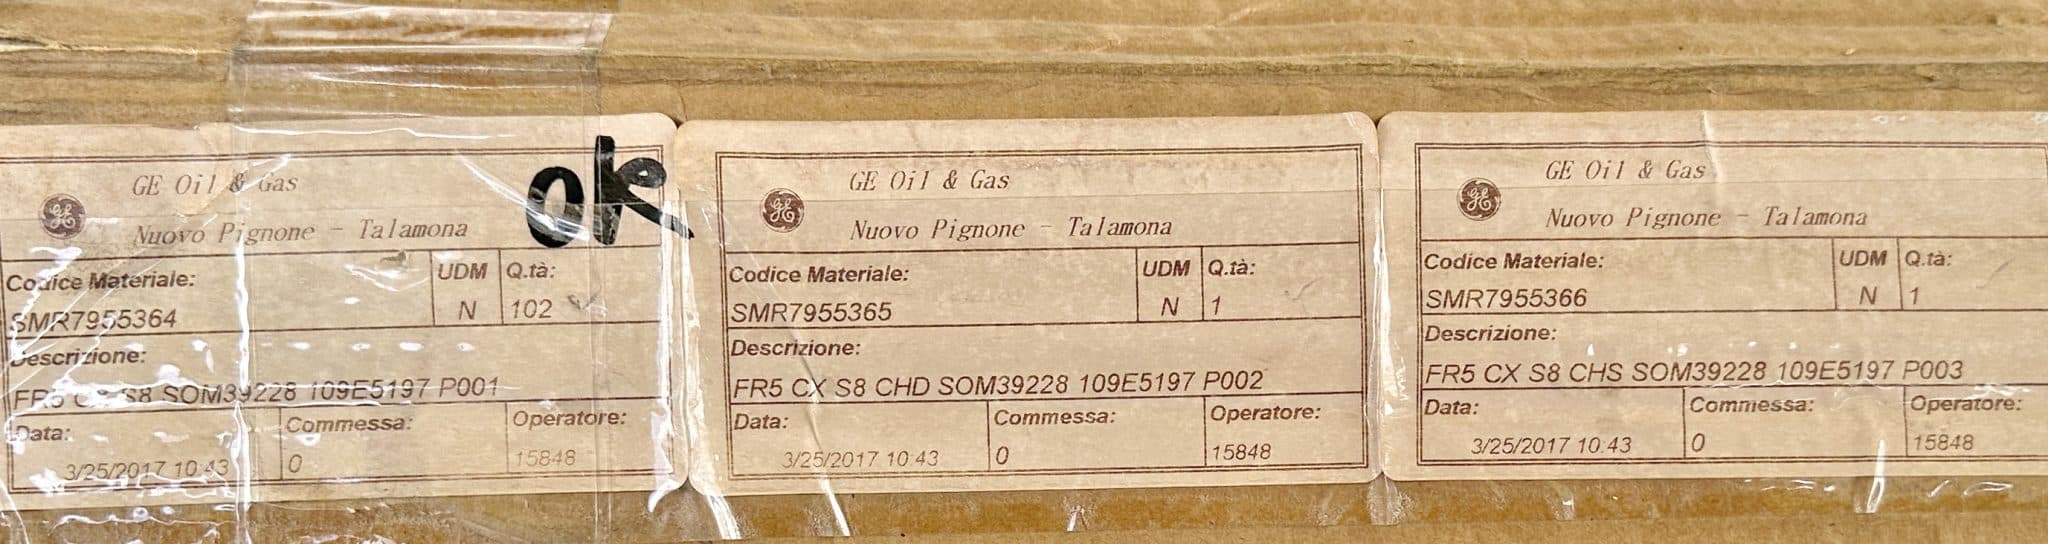 GE Oil & Gas
Nuovo Pignone - Talamona
OK
Codice Materiale:
UDM
Q.tà:
SMR7955364
N
102
Descrizione:
FR5 CX S8 SOM39228 109E5197 P001
Data:
Commessa:
Operatore:
3/25/2017 10.43
0
15848
GE Oil & Gas
Nuovo Pignone - Talamona
Codice Materiale:
UDM
Q.tà:
SMR7955365
N
1
Descrizione:
FR5 CX S8 CHD SOM39228 109E5197 P002
Data:
Commessa:
Operatore:
3/25/2017 10.43
0
15848
GE Oil & Gas
Nuovo Pignone - Talamona
Codice Materiale:
UDM
Q.tà:
SMR7955366
N
1
Descrizione:
FR5 CX S8 CHS SOM39228 109E5197 P003
Data:
Commessa:
Operatore:
3/25/2017 10.43
0
15848